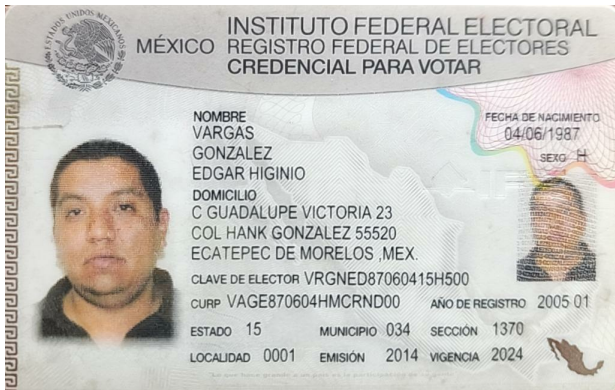 INSTITUTO FEDERAL ELECTORAL
MÉXICO REGISTRO FEDERAL DE ELECTORES
CREDENCIAL PARA VOTAR
ESTADOS UNIDOS MEXICANOS
NOMBRE
VARGAS
GONZALEZ
EDGAR HIGINIO
FECHA DE NACIMIENTO
04/06/1987
SEXO H
DOMICILIO
C GUADALUPE VICTORIA 23
COL HANK GONZALEZ 55520
ECATEPEC DE MORELOS ,MEX.
CLAVE DE ELECTOR VRGNED87060415H500
CURP VAGE870604HMCRND00 AÑO DE REGISTRO 2005 01
ESTADO 15 MUNICIPIO 034 SECCIÓN 1370
LOCALIDAD 0001 EMISIÓN 2014 VIGENCIA 2024